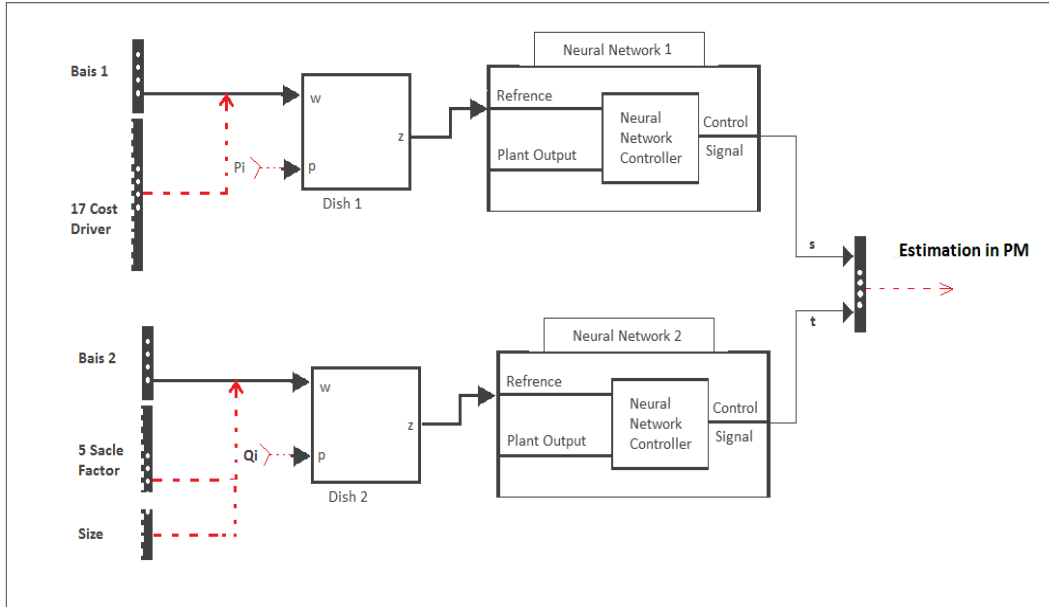 Neural Network 1
Bais 1
w
z
Pi
p
Dish 1
17 Cost
Driver
Refrence
Plant Output
Neural
Network
Controller
Control
Signal
s
Estimation in PM
t
Neural Network 2
Bais 2
w
z
Qi
p
Dish 2
5 Sacle
Factor
Size
Refrence
Plant Output
Neural
Network
Controller
Control
Signal